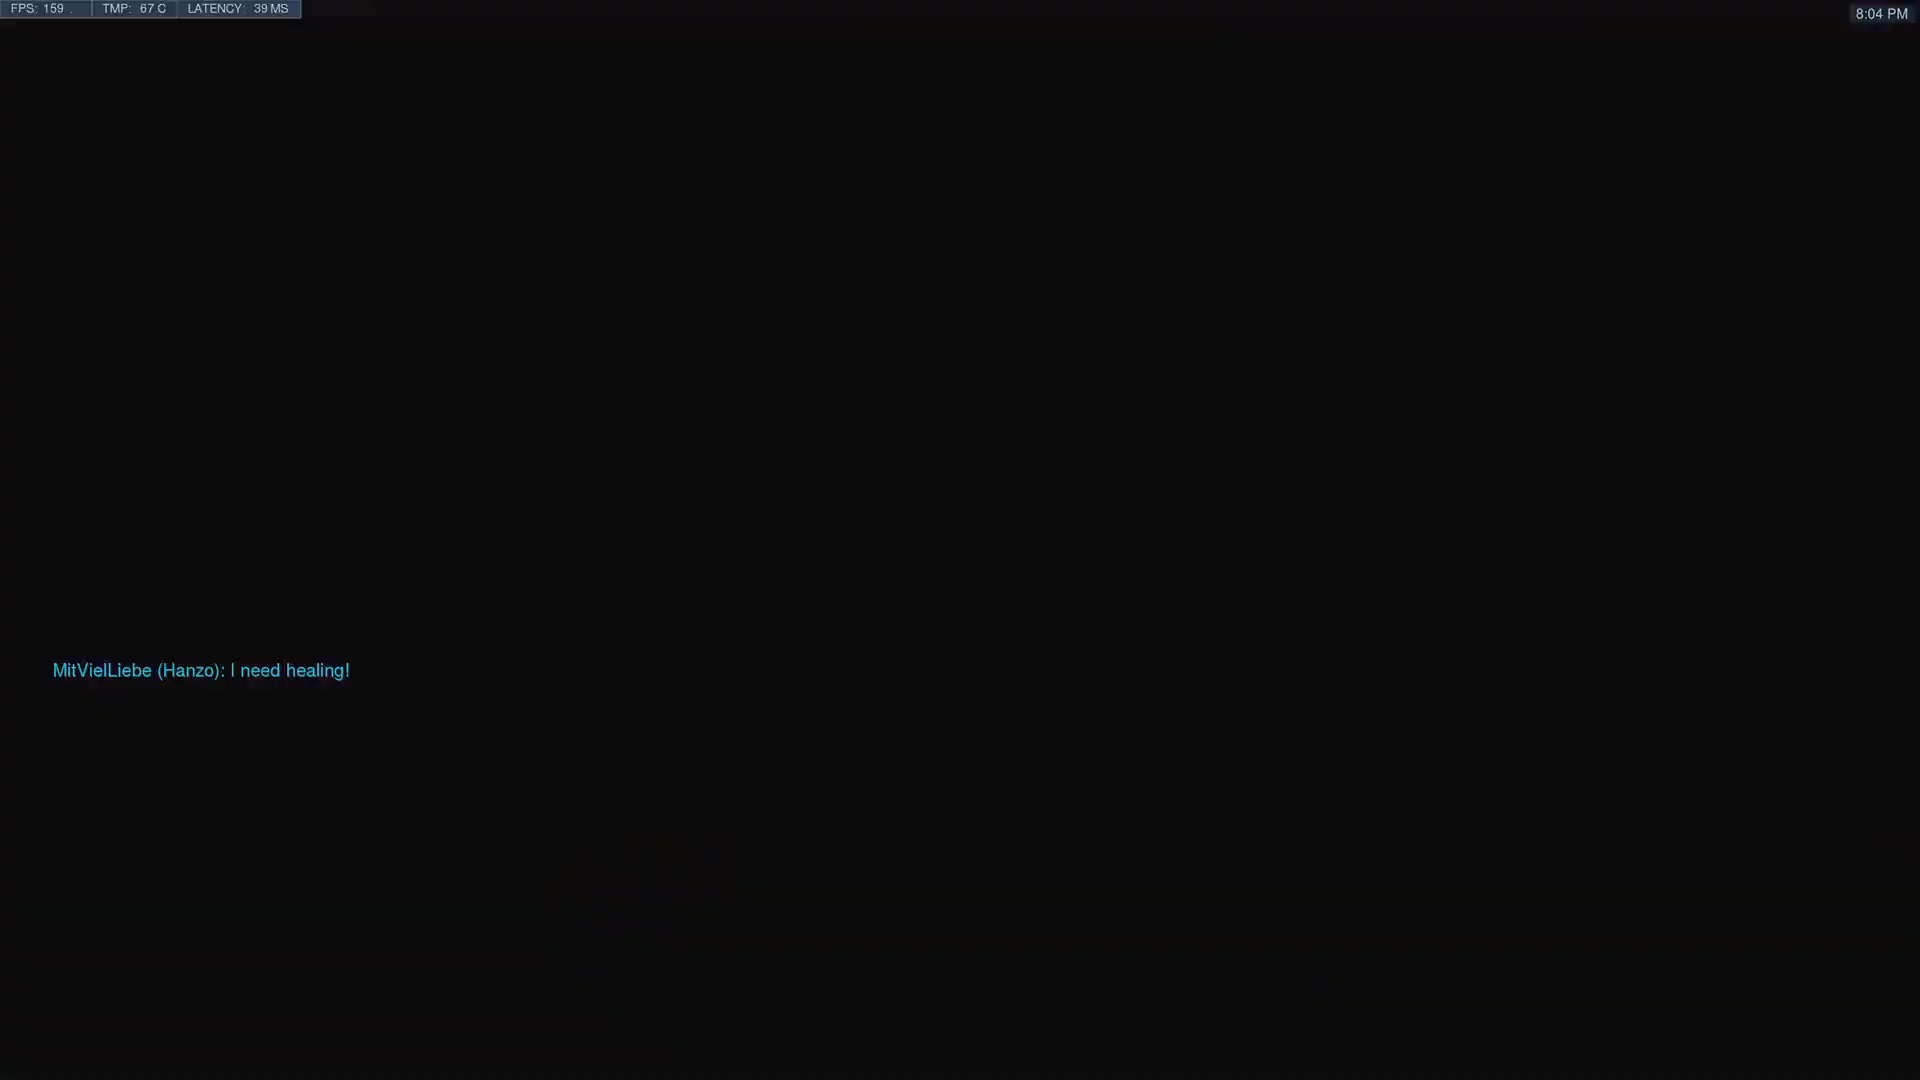 FPS: 159 . TMP: 67 C LATENCY: 39 MS
8:04 PM
MitVielLiebe (Hanzo): I need healing!